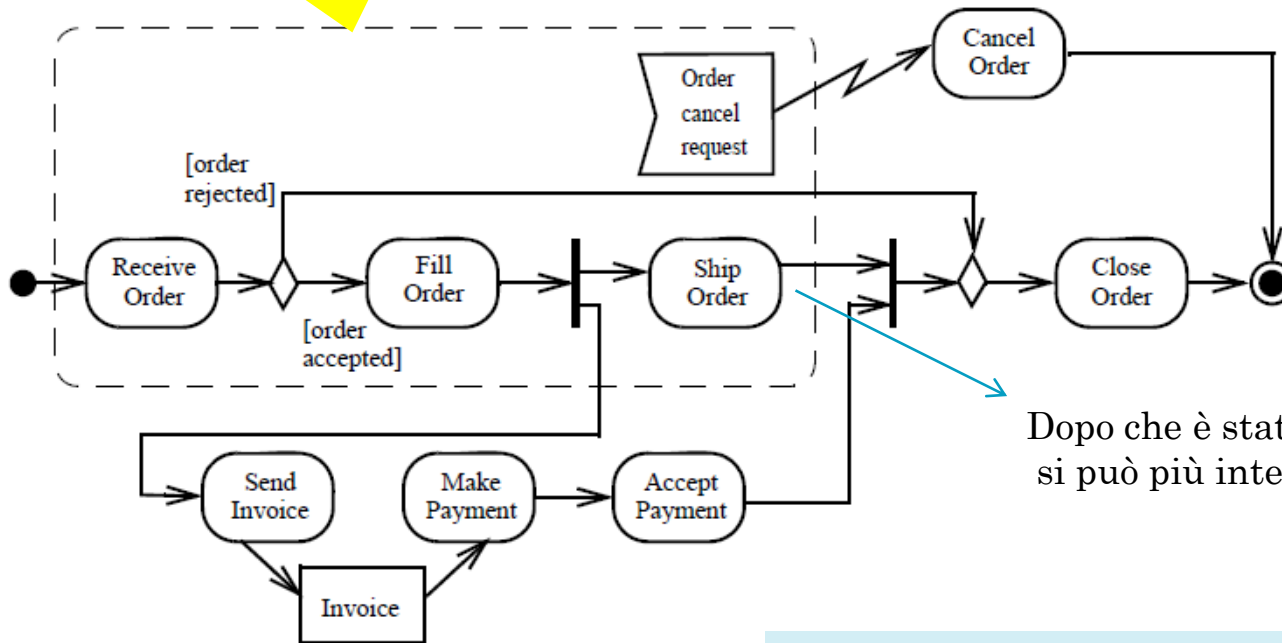 Cancel
Order
Order
cancel
request
[order
rejected]
Receive
Order
Fill
Order
Ship
Order
Close
Order
[order
accepted]
Dopo che è stat
si può più inte
Send
Invoice
Make
Payment
Accept
Payment
Invoice